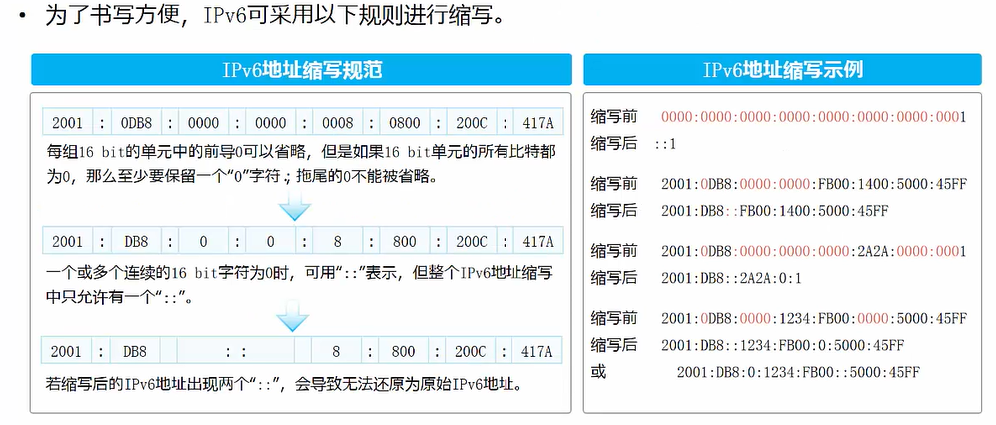 • 为了书写方便，IPv6可采用以下规则进行缩写。
IPv6地址缩写规范
2001 : 0DB8 : 0000 : 0000 : 0008 : 0800 : 200C : 417A
每组16 bit的单元中的前导0可以省略，但是如果16 bit单元的所有比特都
为0，那么至少要保留一个“0”字符；拖尾的0不能被省略。
2001 : DB8 : 0 : 0 : 8 : 800 : 200C : 417A
一个或多个连续的16 bit字符为0时，可用“::”表示，但整个IPv6地址缩写
中只允许有一个“::”。
2001 : DB8 : : 8 : 800 : 200C : 417A
若缩写后的IPv6地址出现两个“::”，会导致无法还原为原始IPv6地址。
IPv6地址缩写示例
缩写前 0000:0000:0000:0000:0000:0000:0000:0001
缩写后 ::1
缩写前 2001:0DB8:0000:0000:FB00:1400:5000:45FF
缩写后 2001:DB8::FB00:1400:5000:45FF
缩写前 2001:0DB8:0000:0000:0000:2A2A:0000:0001
缩写后 2001:DB8::2A2A:0:1
缩写前 2001:0DB8:0000:1234:FB00:0000:5000:45FF
缩写后 2001:DB8::1234:FB00:0:5000:45FF
或 2001:DB8:0:1234:FB00::5000:45FF